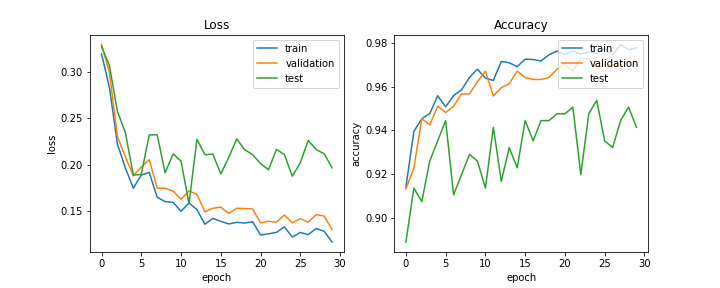 Loss
train
validation
test
0.30
0.25
0.20
0.15
loss
0
5
10
15
20
25
30
epoch
Accuracy
train
validation
test
0.98
0.96
0.94
0.92
0.90
accuracy
0
5
10
15
20
25
30
epoch